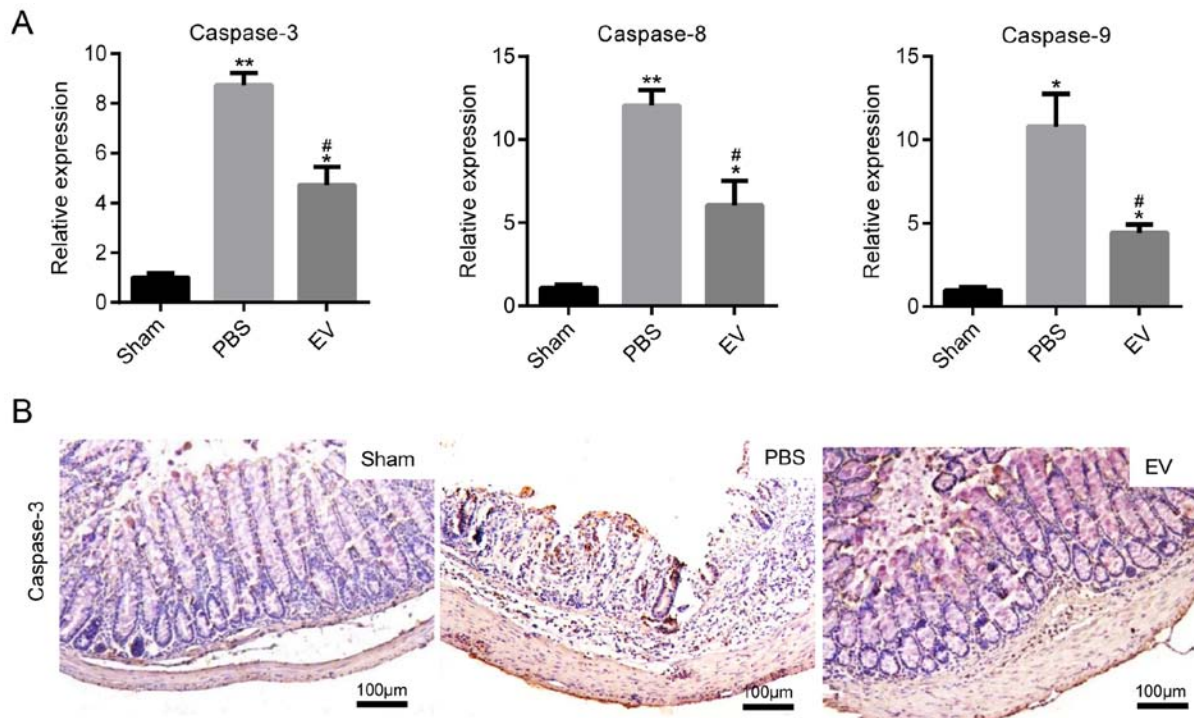 A
Caspase-3
Relative expression
10
8
6
4
2
0
**
#
*
Sham
PBS
EV
Caspase-8
Relative expression
15
10
5
0
**
#
*
Sham
PBS
EV
Caspase-9
Relative expression
15
10
5
0
*
#
*
Sham
PBS
EV
B
Caspase-3
Sham
100μm
PBS
100μm
EV
100μm